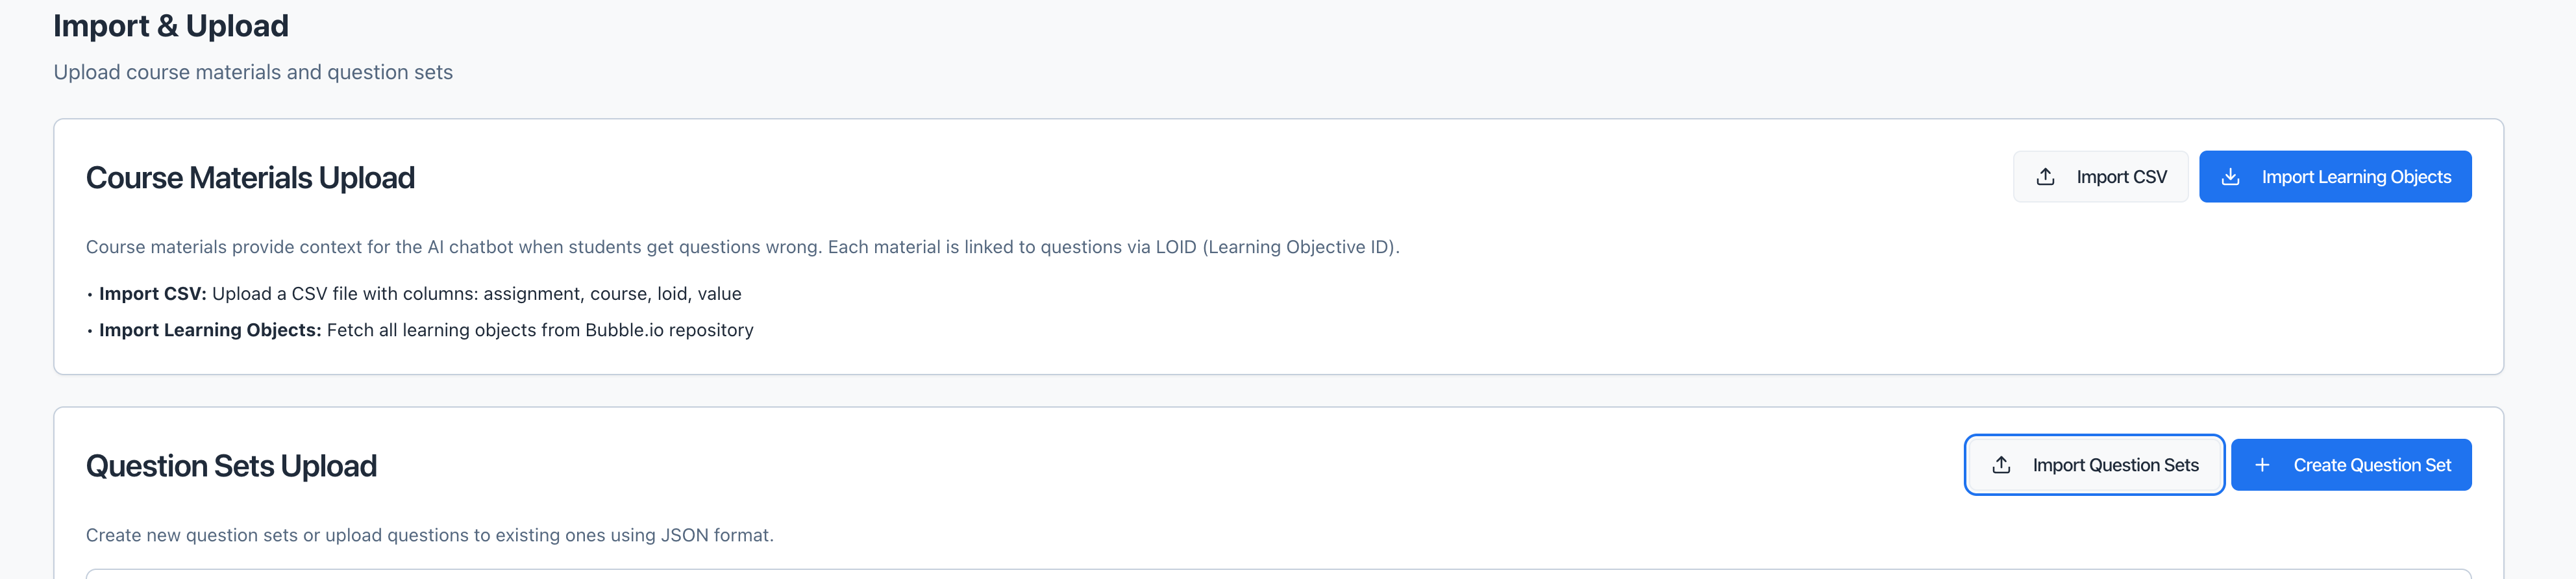 Import & Upload
Upload course materials and question sets
Course Materials Upload
Import CSV
Import Learning Objects
Course materials provide context for the AI chatbot when students get questions wrong. Each material is linked to questions via LOID (Learning Objective ID).
• Import CSV: Upload a CSV file with columns: assignment, course, loid, value
• Import Learning Objects: Fetch all learning objects from Bubble.io repository
Question Sets Upload
Import Question Sets
Create Question Set
Create new question sets or upload questions to existing ones using JSON format.